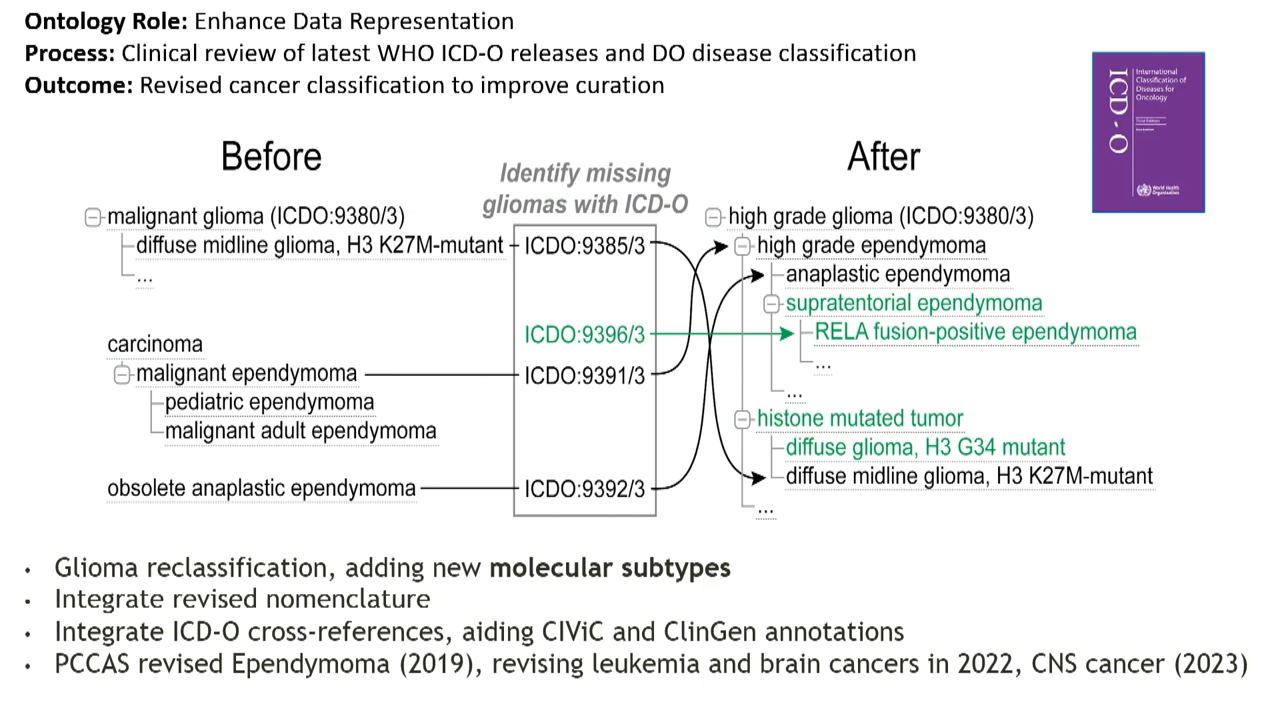 Ontology Role: Enhance Data Representation
Process: Clinical review of latest WHO ICD-O releases and DO disease classification
Outcome: Revised cancer classification to improve curation
ICD-O
International
Classification of
Diseases for
Oncology
World Health
Organization
Before
Identify missing
gliomas with ICD-O
After
malignant glioma (ICDO:9380/3)
diffuse midline glioma, H3 K27M-mutant
...
carcinoma
malignant ependymoma
pediatric ependymoma
malignant adult ependymoma
obsolete anaplastic ependymoma
ICDO:9385/3
ICDO:9396/3
ICDO:9391/3
ICDO:9392/3
high grade glioma (ICDO:9380/3)
high grade ependymoma
anaplastic ependymoma
supratentorial ependymoma
RELA fusion-positive ependymoma
...
...
histone mutated tumor
diffuse glioma, H3 G34 mutant
diffuse midline glioma, H3 K27M-mutant
...
• Glioma reclassification, adding new molecular subtypes
• Integrate revised nomenclature
• Integrate ICD-O cross-references, aiding CIViC and ClinGen annotations
• PCCAS revised Ependymoma (2019), revising leukemia and brain cancers in 2022, CNS cancer (2023)